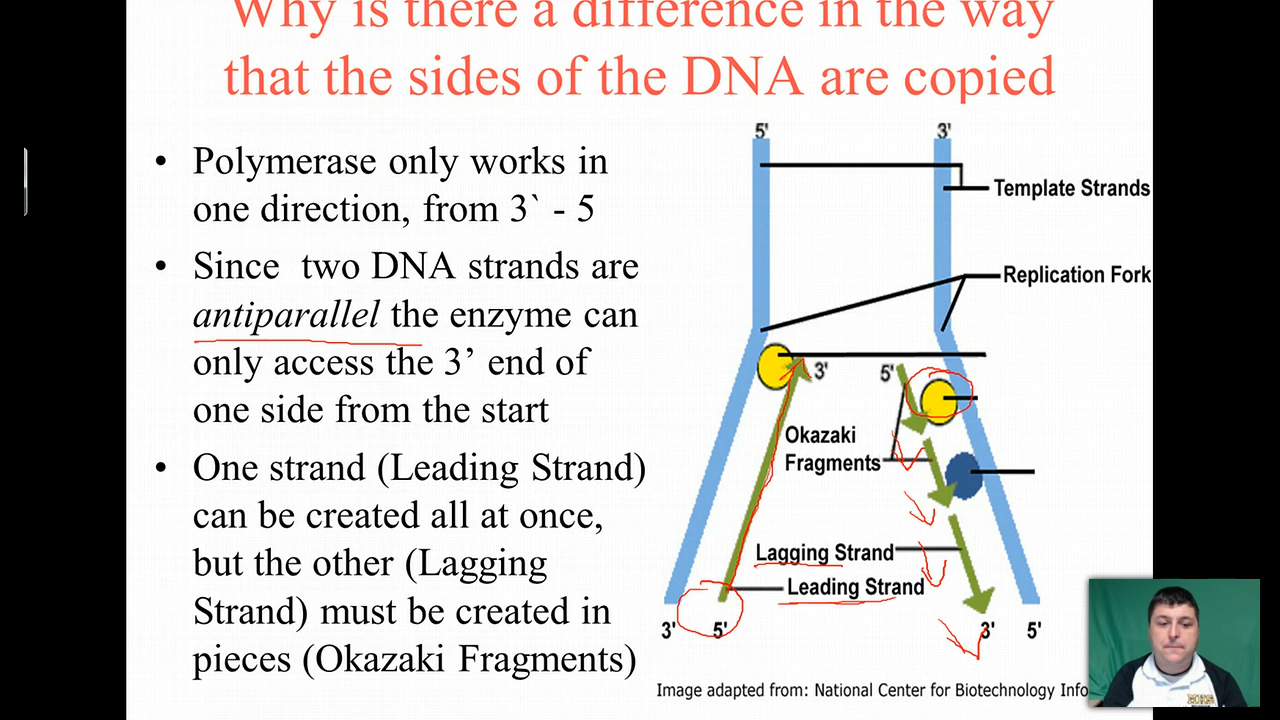 Why is there a difference in the way
that the sides of the DNA are copied
• Polymerase only works in
one direction, from 3` - 5
• Since two DNA strands are
antiparallel the enzyme can
only access the 3’ end of
one side from the start
• One strand (Leading Strand)
can be created all at once,
but the other (Lagging
Strand) must be created in
pieces (Okazaki Fragments)
5'
3'
Template Strands
Replication Fork
3'
5'
Okazaki
Fragments
Lagging Strand
Leading Strand
3'
5'
3'
5'
Image adapted from: National Center for Biotechnology Info